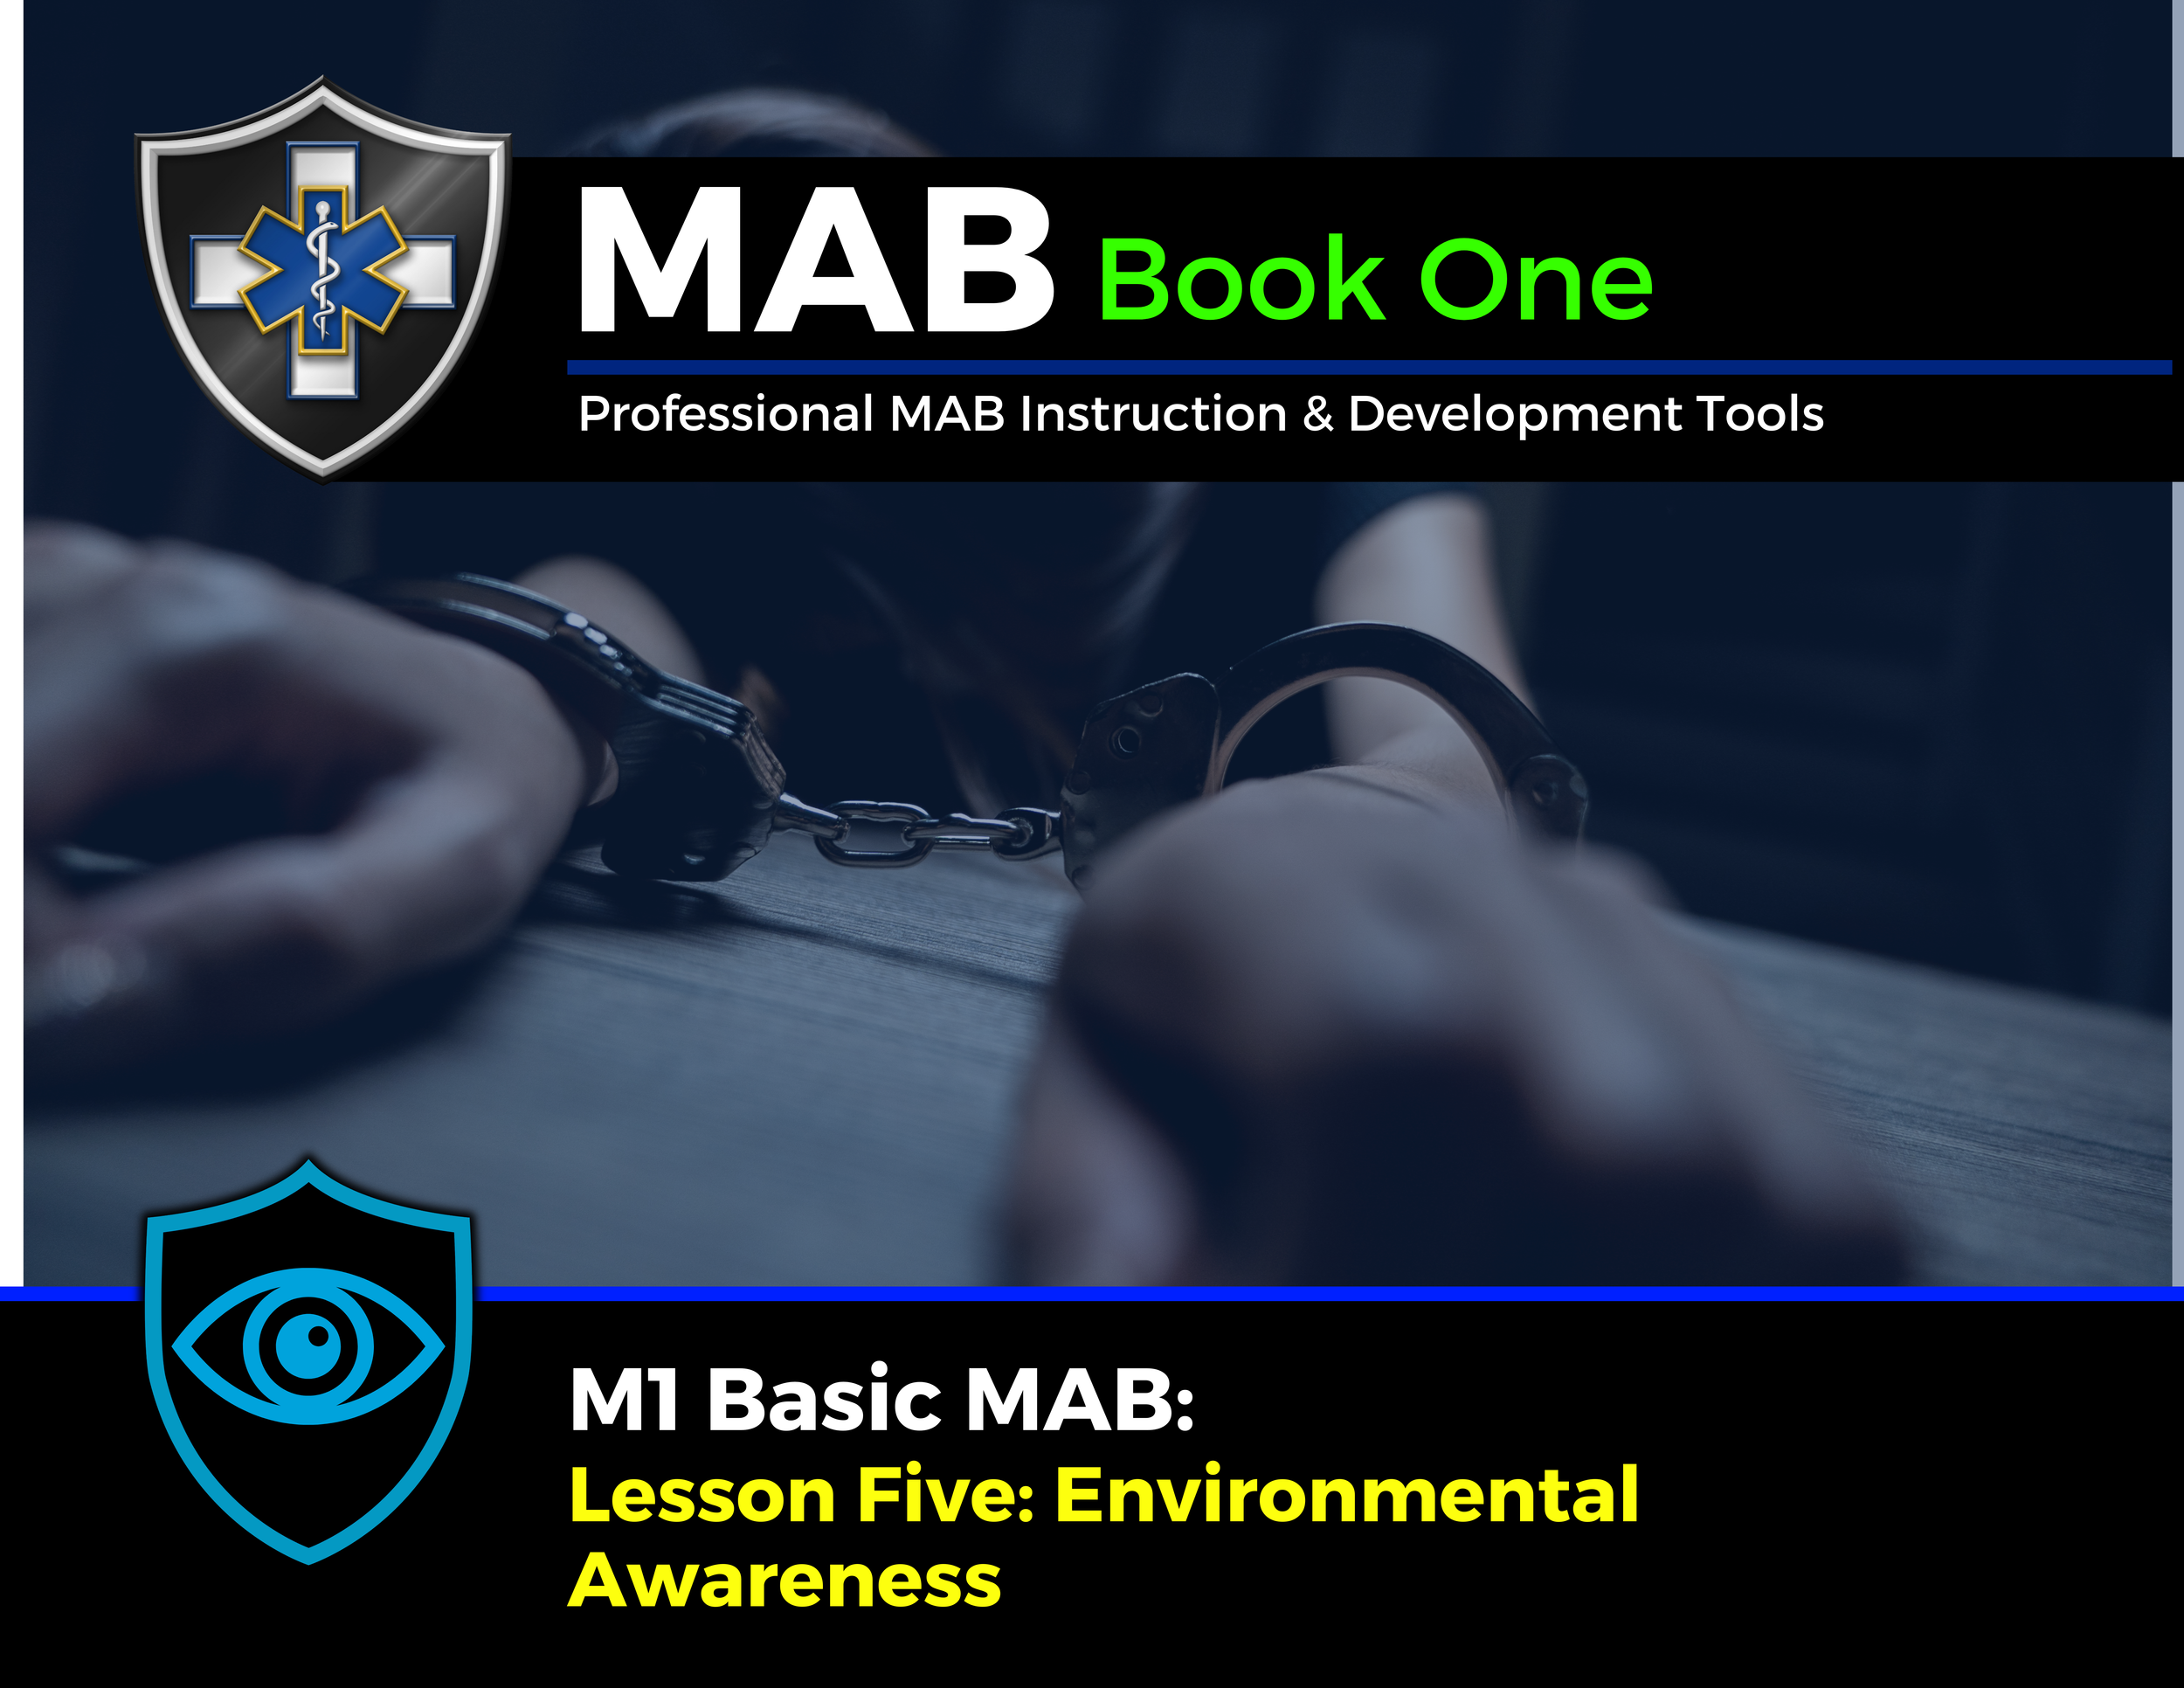 MAB Book One
Professional MAB Instruction & Development Tools
M1 Basic MAB:
Lesson Five: Environmental
Awareness